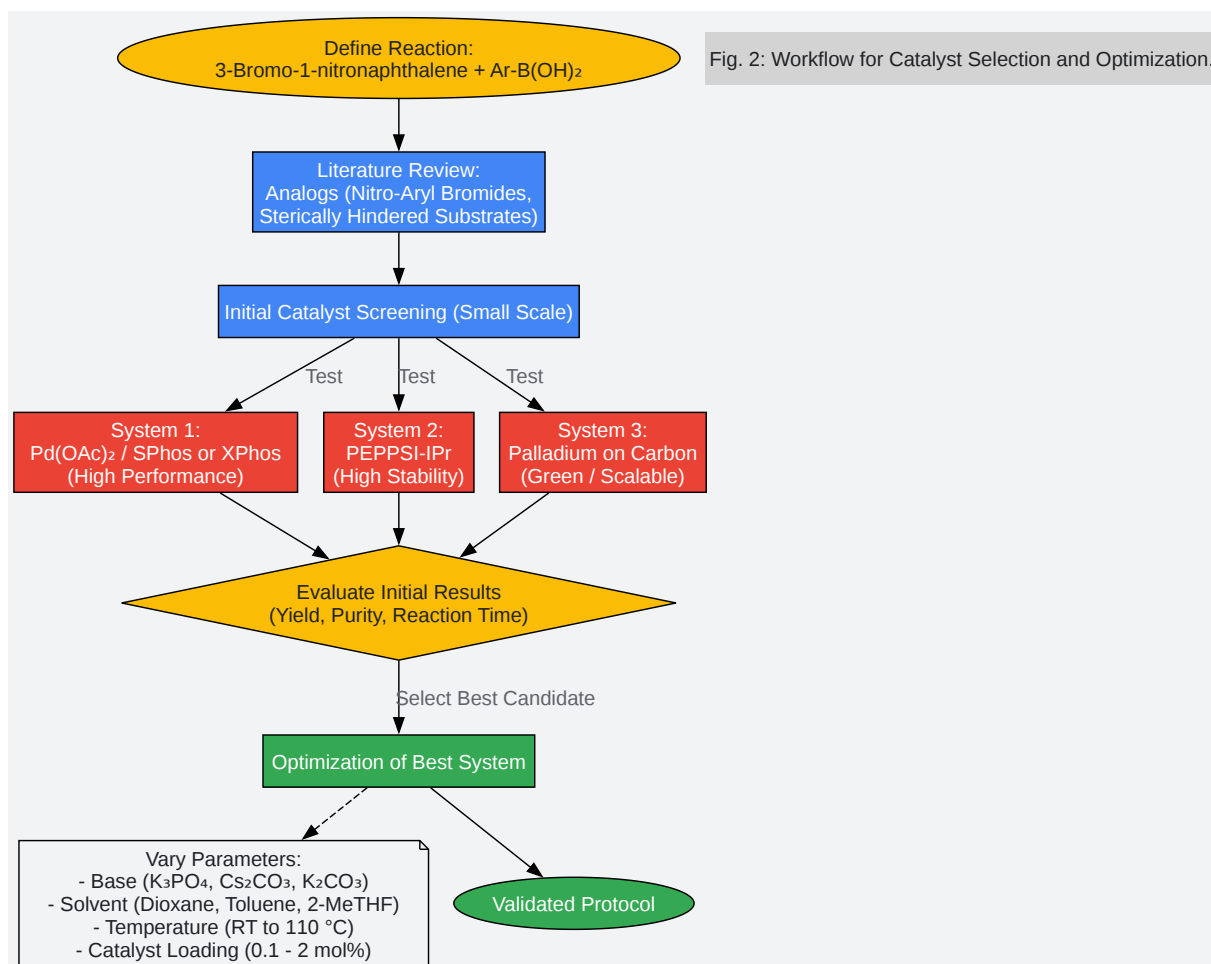 Define Reaction:
3-Bromo-1-nitronaphthalene + Ar-B(OH)₂
Fig. 2: Workflow for Catalyst Selection and Optimization.
Literature Review:
Analogs (Nitro-Aryl Bromides,
Sterically Hindered Substrates)
Initial Catalyst Screening (Small Scale)
Test
Test
Test
System 1:
Pd(OAc)₂ / SPhos or XPhos
(High Performance)
System 2:
PEPPSI-IPr
(High Stability)
System 3:
Palladium on Carbon
(Green / Scalable)
Evaluate Initial Results
(Yield, Purity, Reaction Time)
Select Best Candidate
Optimization of Best System
Vary Parameters:
- Base (K₃PO₄, Cs₂CO₃, K₂CO₃)
- Solvent (Dioxane, Toluene, 2-MeTHF)
- Temperature (RT to 110 °C)
- Catalyst Loading (0.1 - 2 mol%)
Validated Protocol